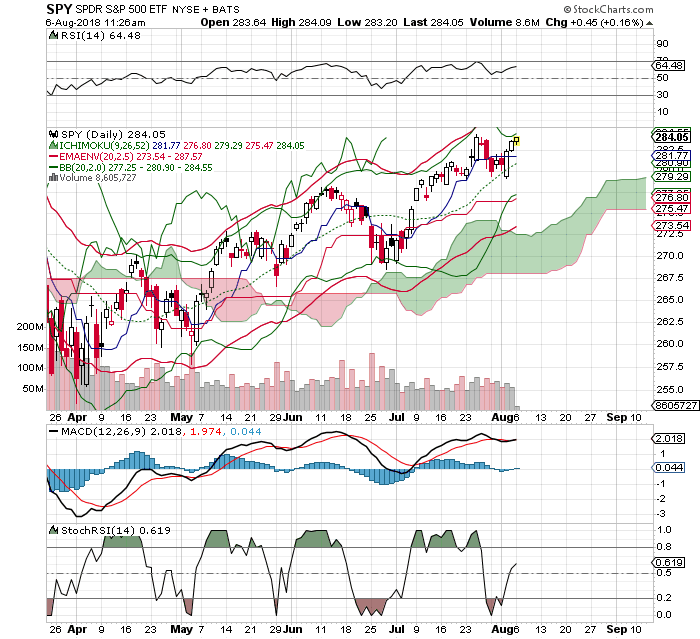 SPY SPDR S&P 500 ETF NYSE + BATS © StockCharts.com
6-Aug-2018 11:26am Open 283.64 High 284.09 Low 283.20 Last 284.05 Volume 8.6M Chg +0.45 (+0.16%)
RSI(14) 64.48
90
70
64.48
50
30
10
SPY (Daily) 284.05
ICHIMOKU(9,26,52) 281.77 276.80 279.29 275.47 284.05
EMAENV(20,2.5) 273.54 - 287.57
BB(20,2.0) 277.25 - 280.90 - 284.55
Volume 8,605,727
284.05
281.77
280.90
279.29
276.80
275.47
273.54
272.5
270.0
267.5
265.0
262.5
260.0
257.5
255.0
200M
150M
100M
50M
8605727
26 Apr 9 16 23 May 7 14 21 Jun 11 18 25 Jul 9 16 23 Aug 6 13 20 27 Sep 10
MACD(12,26,9) 2.018, 1.974, 0.044
2.018
1
0.044
-1
-2
-3
StochRSI(14) 0.619
1.0
0.8
0.619
0.5
0.2
0.0
26 Apr 9 16 23 May 7 14 21 Jun 11 18 25 Jul 9 16 23 Aug 6 13 20 27 Sep 10